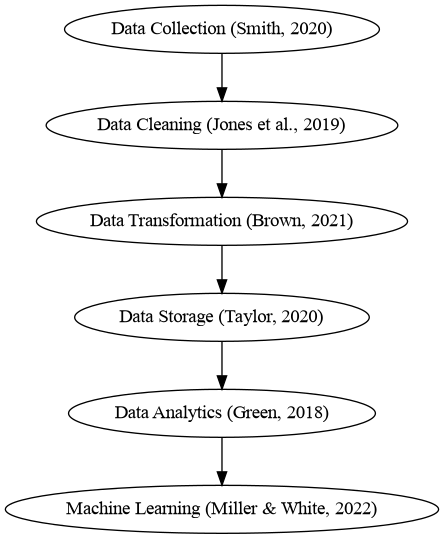 Data Collection (Smith, 2020)
Data Cleaning (Jones et al., 2019)
Data Transformation (Brown, 2021)
Data Storage (Taylor, 2020)
Data Analytics (Green, 2018)
Machine Learning (Miller & White, 2022)